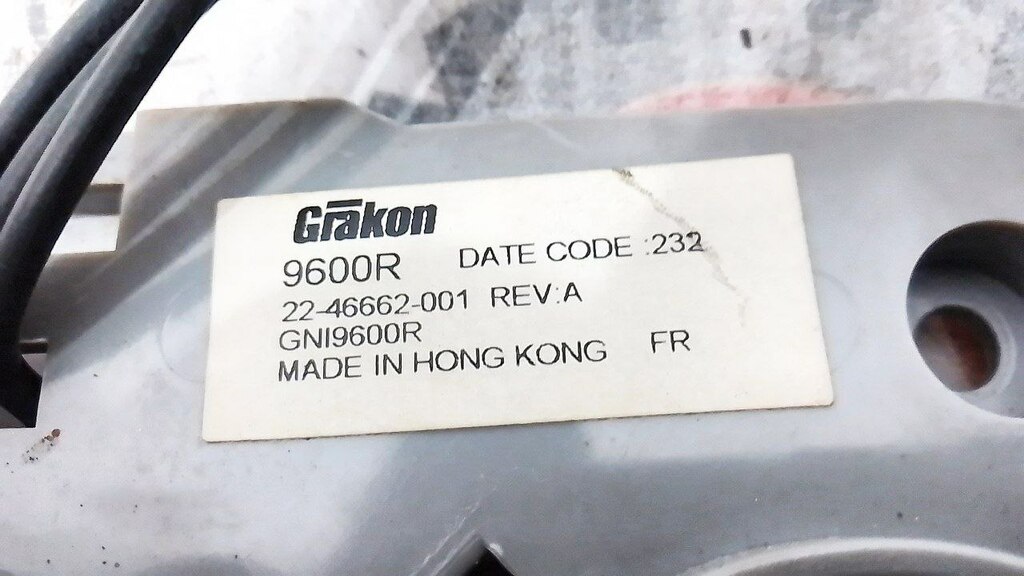 Grakon
9600R DATE CODE :232
22-46662-001 REV:A
GNI9600R
MADE IN HONG KONG FR